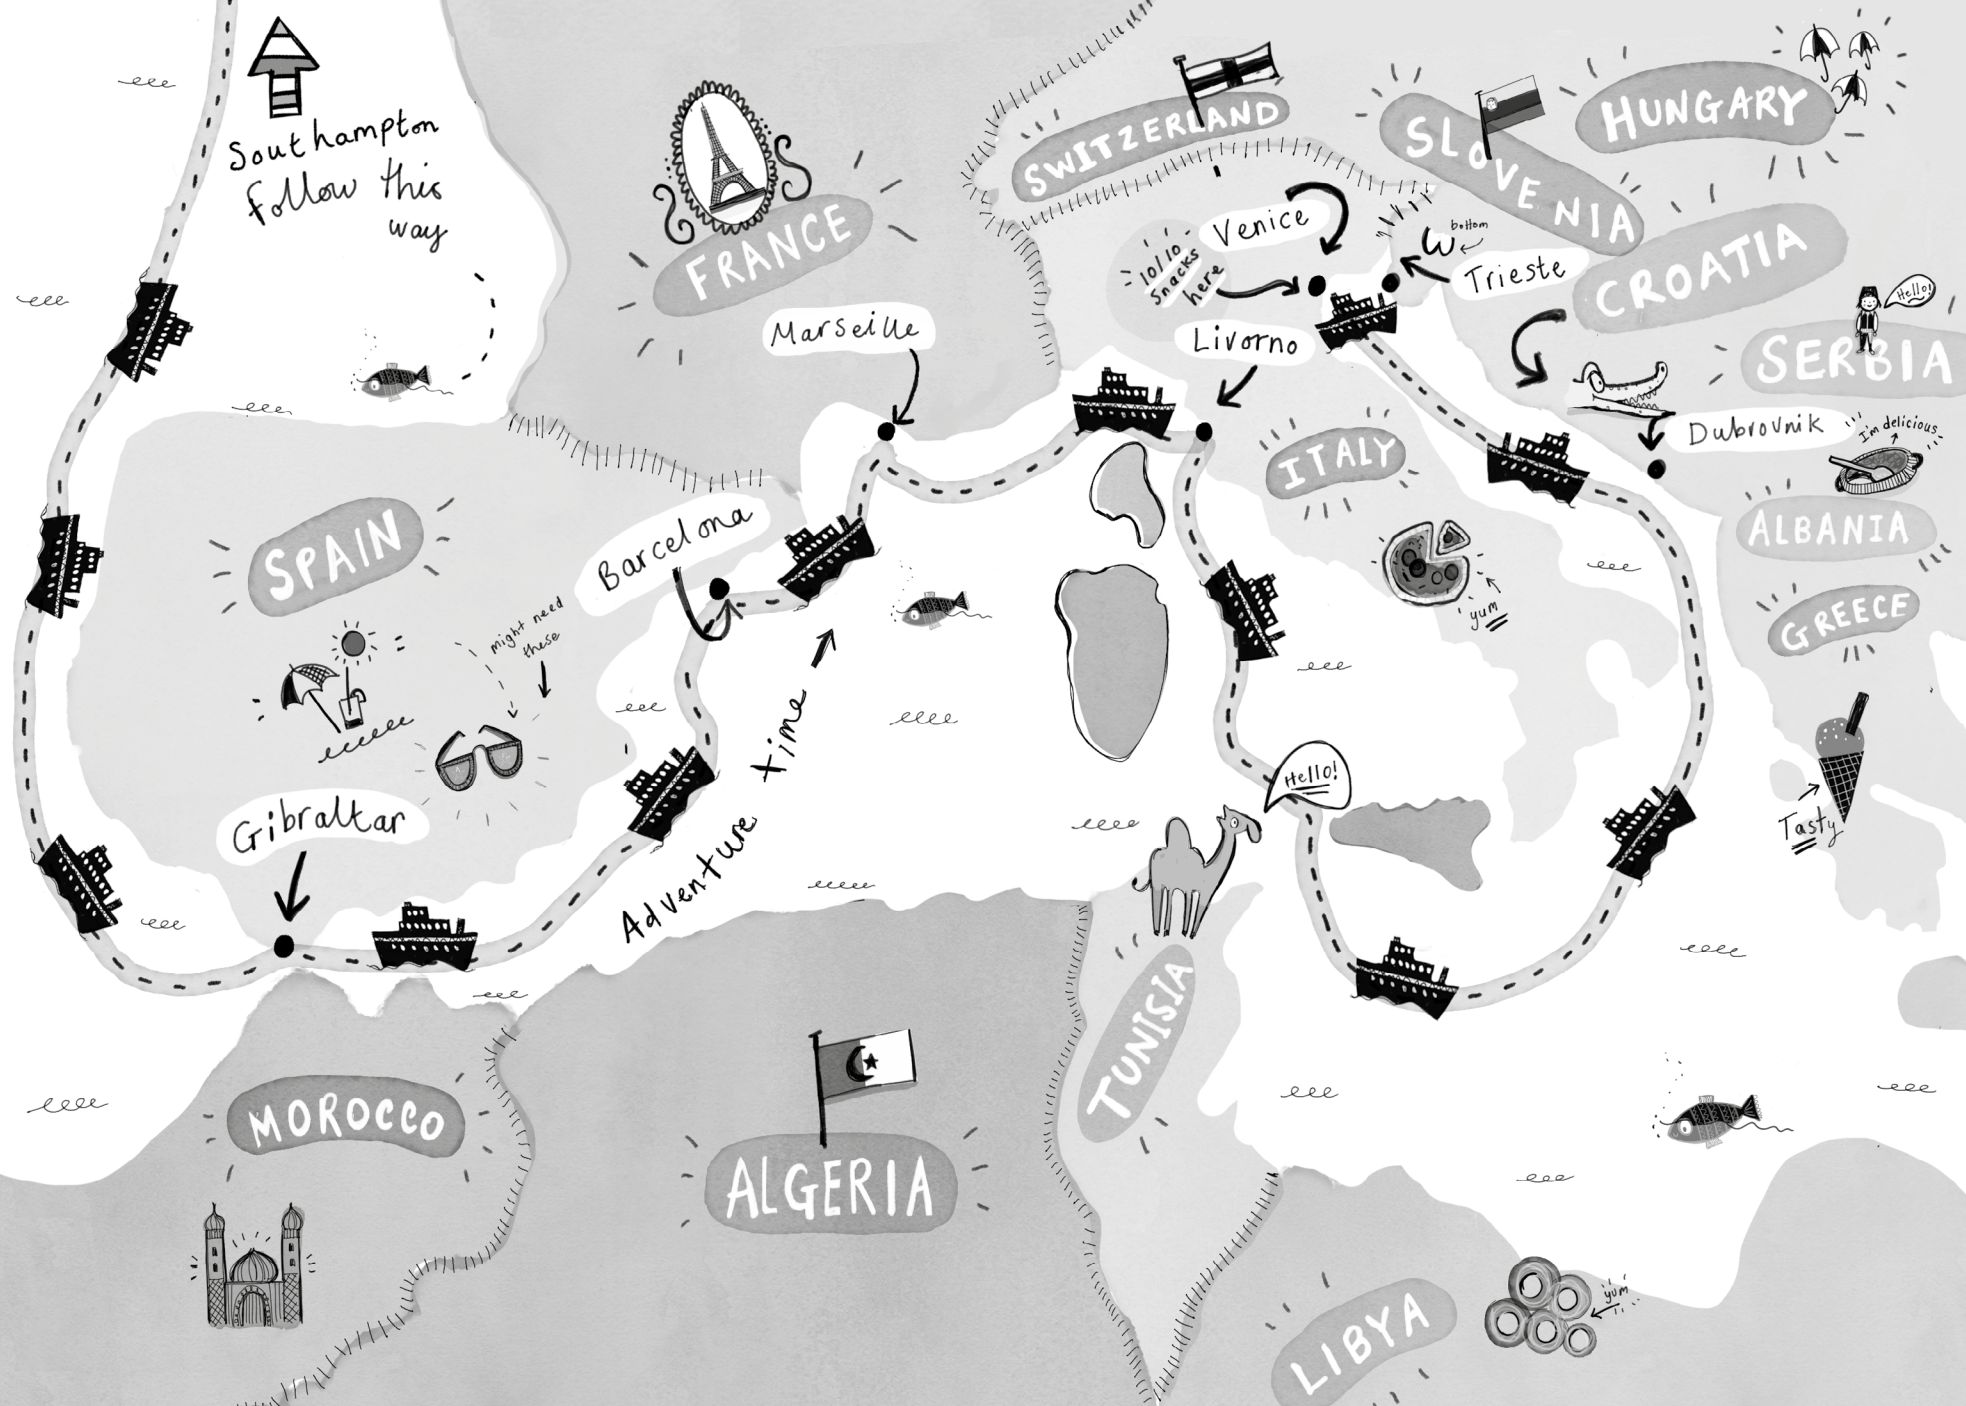 Southampton
follow this
way
FRANCE
SWITZERLAND
SLOVENIA
HUNGARY
Venice
10/10
Snacks
here
bottom
Trieste
CROATIA
Hello!
SERBIA
Marseille
Livorno
ITALY
Dubrovnik
I'm delicious
ALBANIA
GREECE
yum
SPAIN
Barcelona
might need
these
Gibraltar
Adventure time
Hello!
Tasty
MOROCCO
ALGERIA
TUNISIA
LIBYA
yum